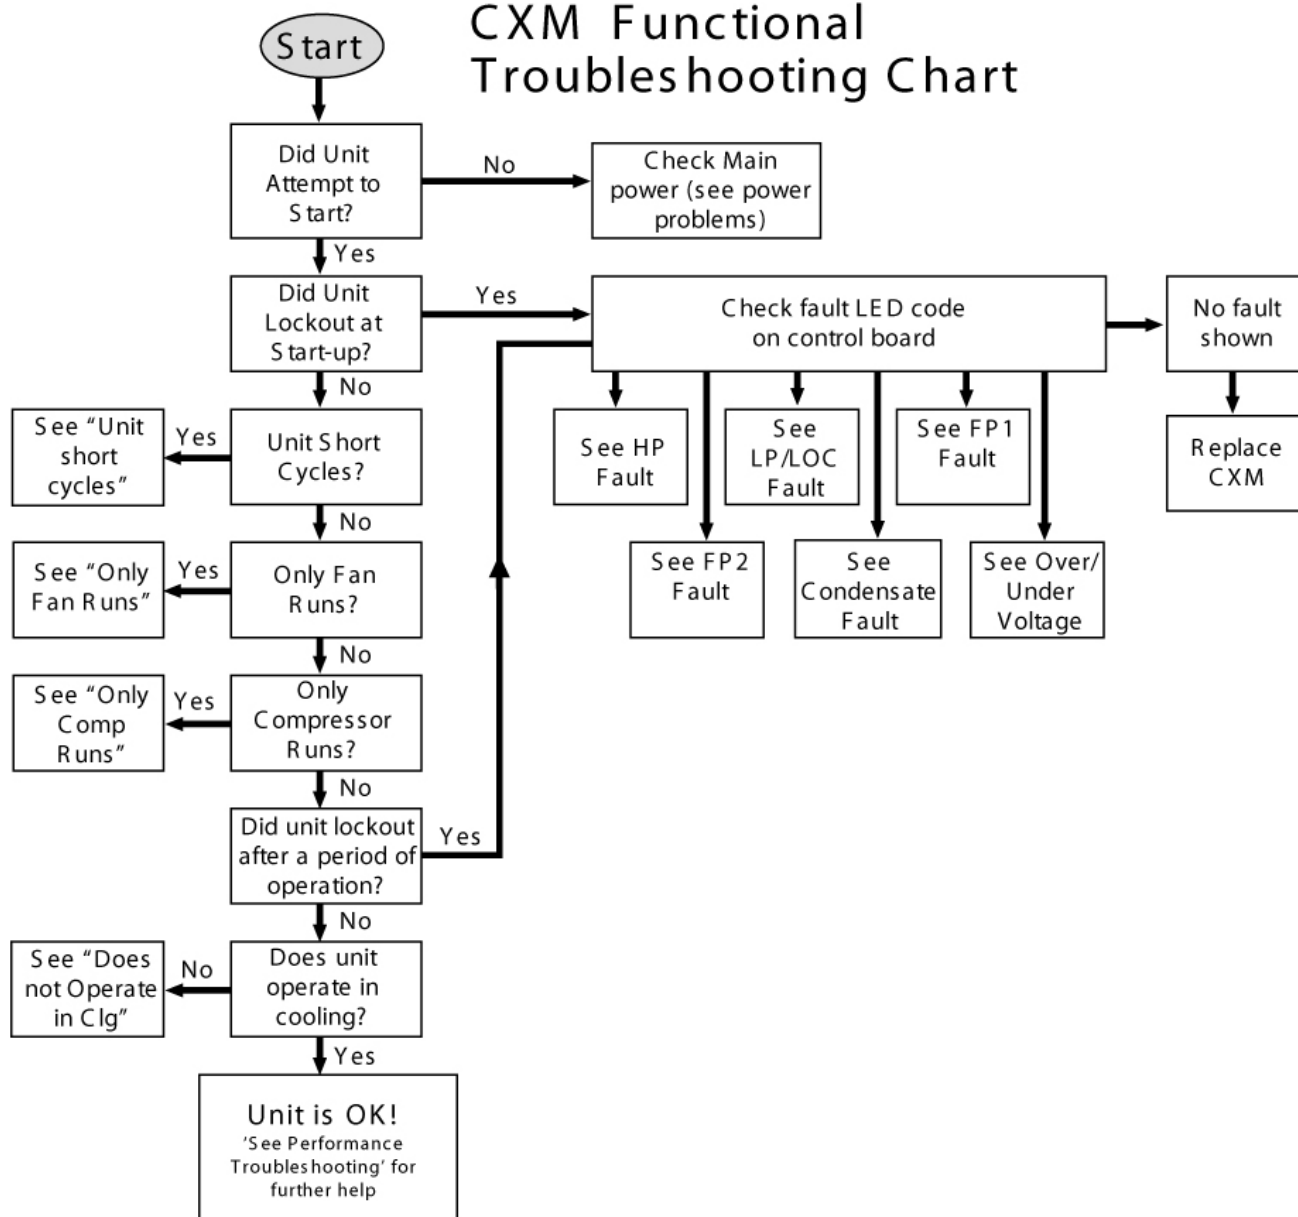 CXM Functional
Troubleshooting Chart
Start
Did Unit
Attempt to
Start?
No
Check Main
power (see power
problems)
Yes
Did Unit
Lockout at
Start-up?
Yes
Check fault LED code
on control board
No fault
shown
No
See “Unit
short
cycles”
Yes
Unit Short
Cycles?
See HP
Fault
See
LP/LOC
Fault
See FP1
Fault
Replace
CXM
No
See “Only
Fan Runs”
Yes
Only Fan
Runs?
See FP2
Fault
See
Condensate
Fault
See Over/
Under
Voltage
No
See “Only
Comp
Runs”
Yes
Only
Compressor
Runs?
No
Did unit lockout
after a period of
operation?
Yes
No
See “Does
not Operate
in Clg”
No
Does unit
operate in
cooling?
Yes
Unit is OK!
‘See Performance
Troubleshooting’ for
further help